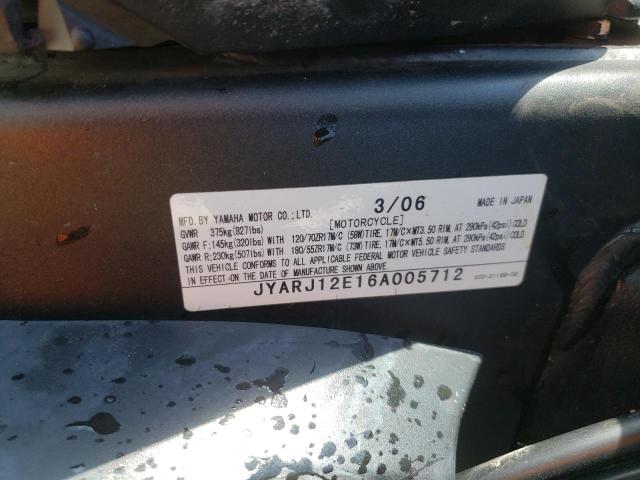 3/06
MADE IN JAPAN
MFD. BY YAMAHA MOTOR CO.,LTD.
[MOTORCYCLE]
GVWR 375kg(827lbs)
GAWR F;145kg(320lbs)WITH 120/70ZR17M/C (58W)TIRE, 17M/C×MT3.50 RIM, AT 290kPa(42psi)COLD
GAWR R;230kg(507lbs)WITH 180/55ZR17M/C (73W)TIRE, 17M/C×MT5.50 RIM, AT 290kPa(42psi)COLD
THIS VEHICLE CONFORMS TO ALL APPLICABLE FEDERAL MOTOR VEHICLE SAFETY STANDARDS
IN EFFECT ON THE DATE OF MANUFACTURE SHOWN ABOVE
JYARJ12E16A005712